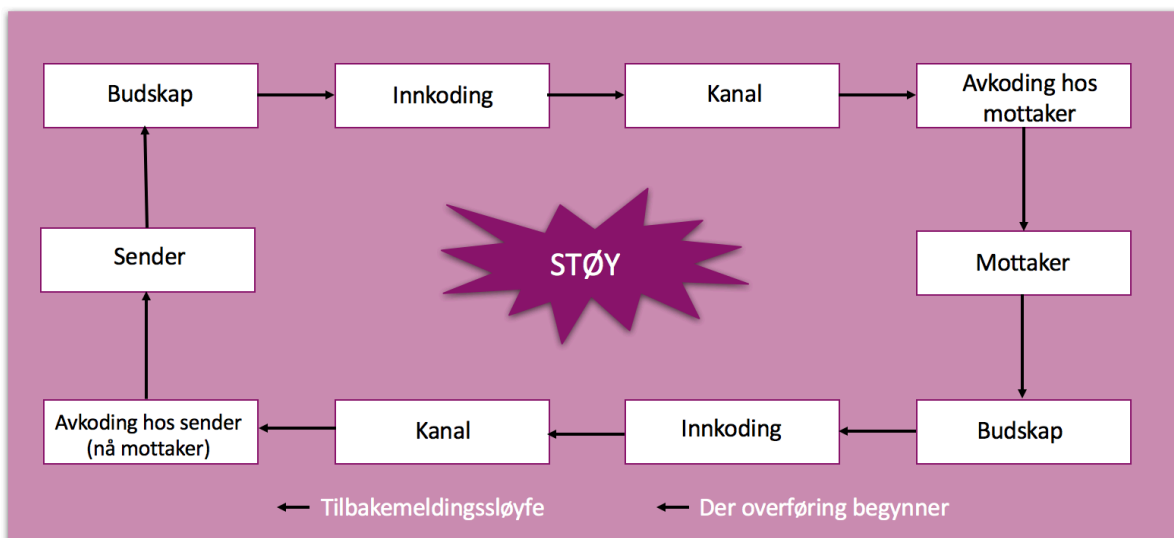 Budskap
Innkoding
Kanal
Avkoding hos
mottaker
Sender
STØY
Mottaker
Avkoding hos sender
(nå mottaker)
Kanal
Innkoding
Budskap
Tilbakemeldingssløyfe
Der overføring begynner